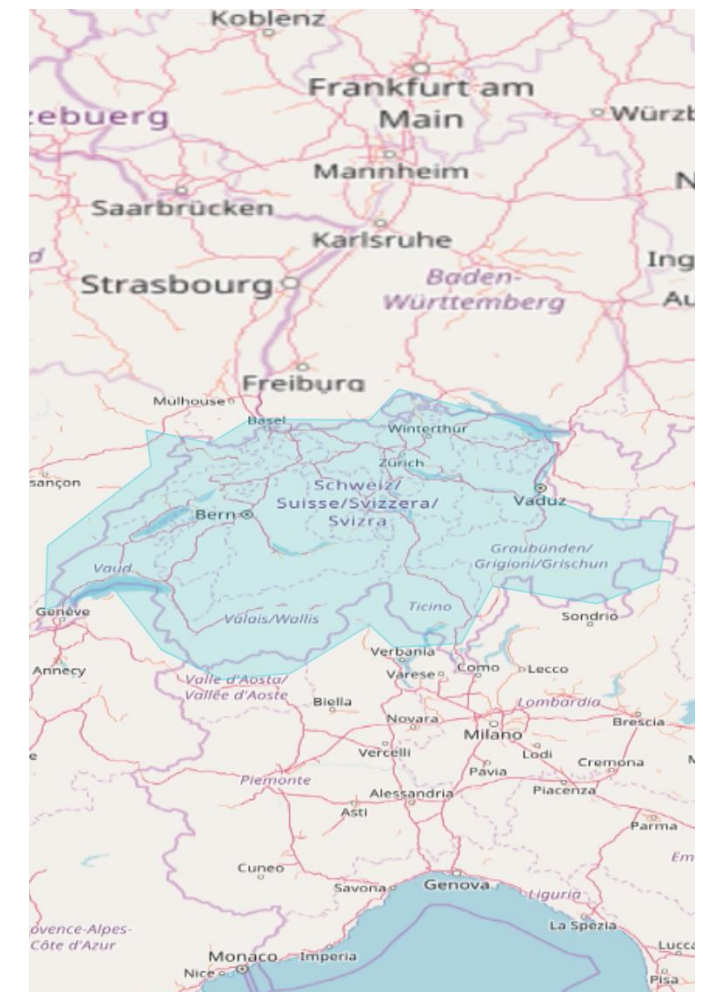 Koblenz
Frankfurt am
Main
zebuerg
Würzb
Mannheim
N
Saarbrücken
Karlsruhe
d
Ing
Strasbourg
Baden-
Württemberg
Au
Freiburg
Mulhouse
Basel
Winterthur
Zürich
sançon
Schweiz/
Suisse/Svizzera/
Svizra
Vaduz
Bern
Graubünden/
Grigioni/Grischun
Vaud
Genève
Ticino
Valais/Wallis
Sondrio
Verbania
Annecy
Varese
Como
Lecco
Valle d'Aosta/
Vallée d'Aoste
Biella
Lombardia
Novara
Brescia
Milano
e
Vercelli
Lodi
Cremona
M
Pavia
Piemonte
Piacenza
Alessandria
Asti
Parma
Em
Cuneo
Savona
Genova
Liguria
La Spezia
ovence-Alpes-
Côte d'Azur
Lucca
Monaco
Imperia
Nice
Pisa